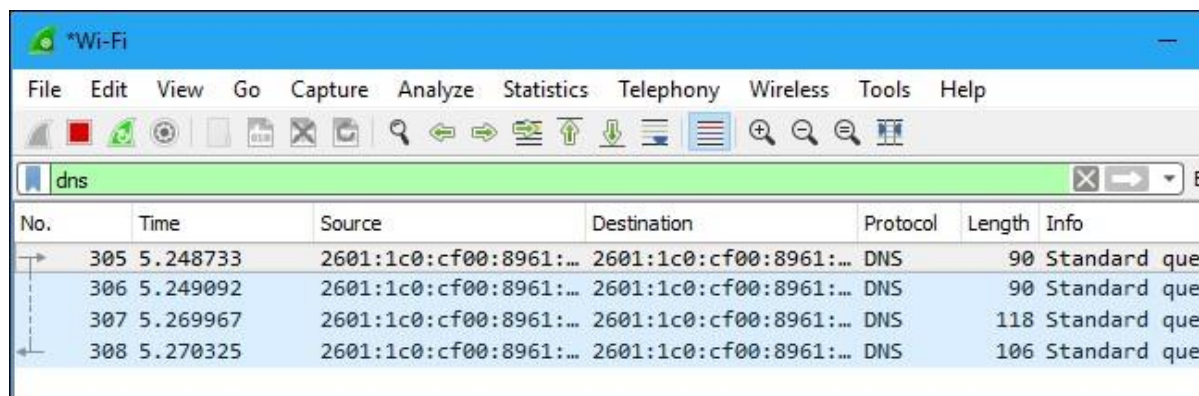 *Wi-Fi
File Edit View Go Capture Analyze Statistics Telephony Wireless Tools Help
dns
No. Time Source Destination Protocol Length Info
305 5.248733 2601:1c0:cf00:8961:… 2601:1c0:cf00:8961:… DNS 90 Standard que
306 5.249092 2601:1c0:cf00:8961:… 2601:1c0:cf00:8961:… DNS 90 Standard que
307 5.269967 2601:1c0:cf00:8961:… 2601:1c0:cf00:8961:… DNS 118 Standard que
308 5.270325 2601:1c0:cf00:8961:… 2601:1c0:cf00:8961:… DNS 106 Standard que